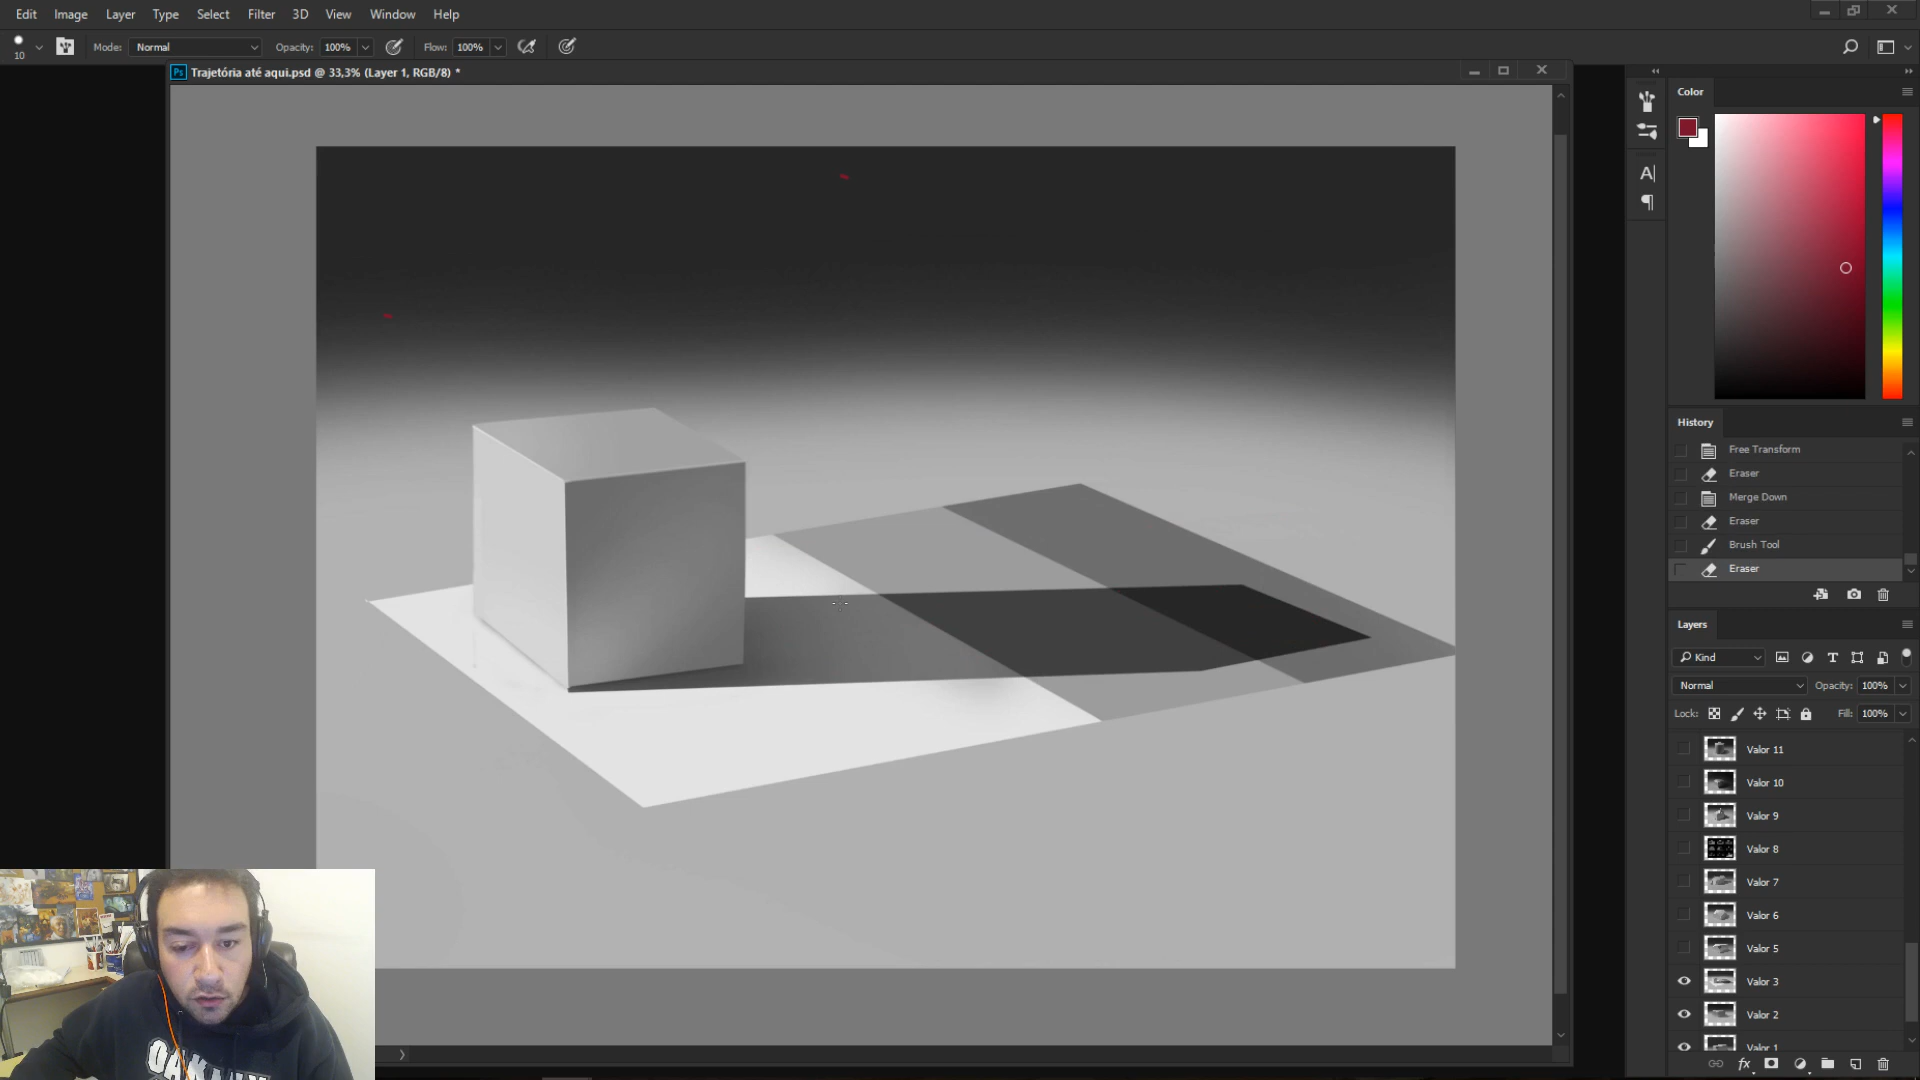 Edit Image Layer Type Select Filter 3D View Window Help
10 Mode: Normal Opacity: 100% Flow: 100%
Ps Trajetória até aqui.psd @ 33,3% (Layer 1, RGB/8) *
Color
A
History
Free Transform
Eraser
Merge Down
Eraser
Brush Tool
Eraser
Layers
Kind
Normal Opacity: 100%
Lock: Fill: 100%
Valor 11
Valor 10
Valor 9
Valor 8
Valor 7
Valor 6
Valor 5
Valor 3
Valor 2
Valor 1
fx